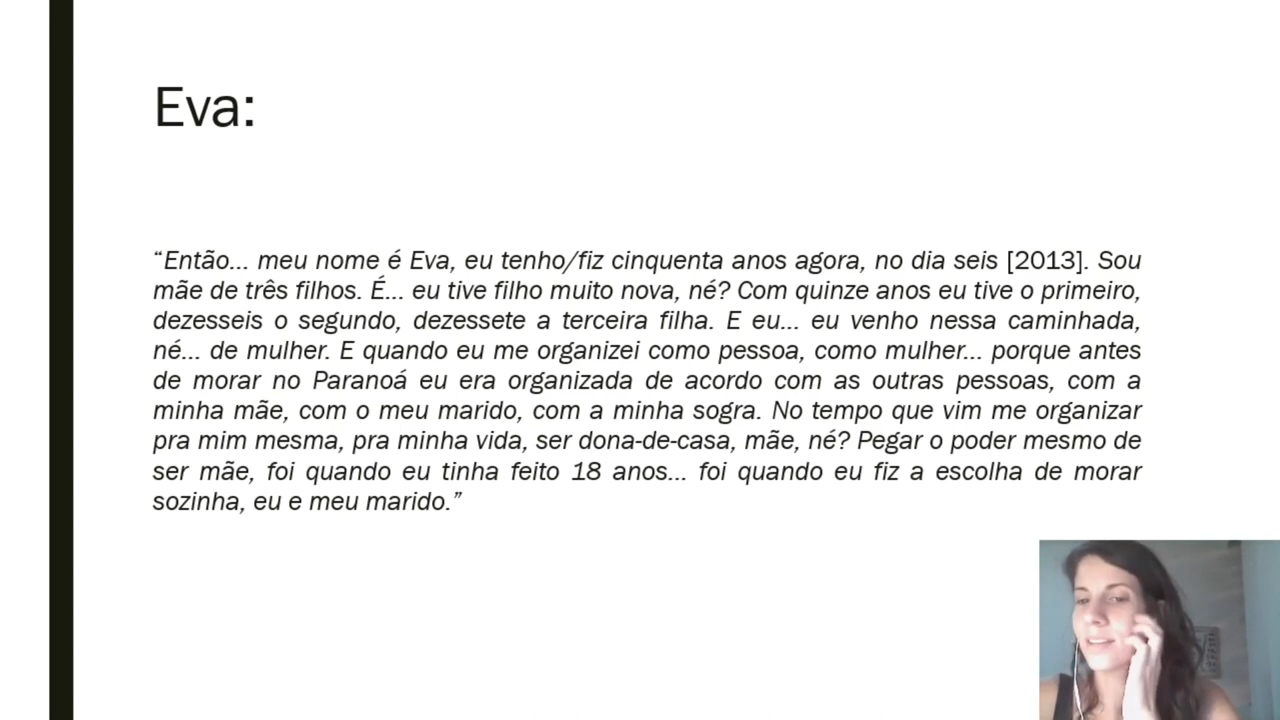 Eva:
“Então... meu nome é Eva, eu tenho/fiz cinquenta anos agora, no dia seis [2013]. Sou
mãe de três filhos. É... eu tive filho muito nova, né? Com quinze anos eu tive o primeiro,
dezesseis o segundo, dezessete a terceira filha. E eu... eu venho nessa caminhada,
né... de mulher. E quando eu me organizei como pessoa, como mulher... porque antes
de morar no Paranoá eu era organizada de acordo com as outras pessoas, com a
minha mãe, com o meu marido, com a minha sogra. No tempo que vim me organizar
pra mim mesma, pra minha vida, ser dona-de-casa, mãe, né? Pegar o poder mesmo de
ser mãe, foi quando eu tinha feito 18 anos... foi quando eu fiz a escolha de morar
sozinha, eu e meu marido.”